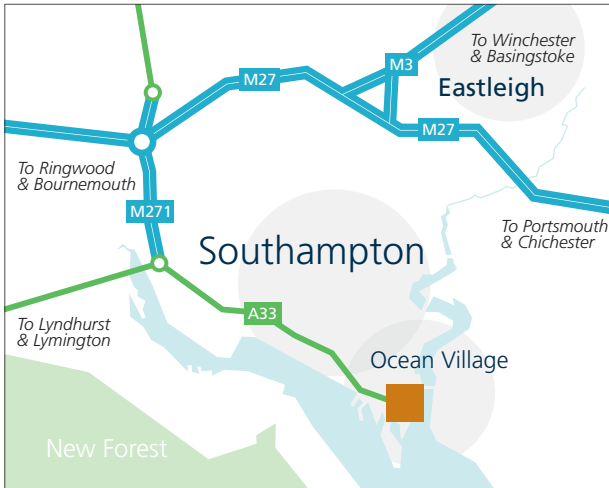 To Winchester
& Basingstoke
M3
Eastleigh
M27
M27
To Ringwood
& Bournemouth
M271
To Portsmouth
& Chichester
Southampton
A33
To Lyndhurst
& Lymington
Ocean Village
New Forest